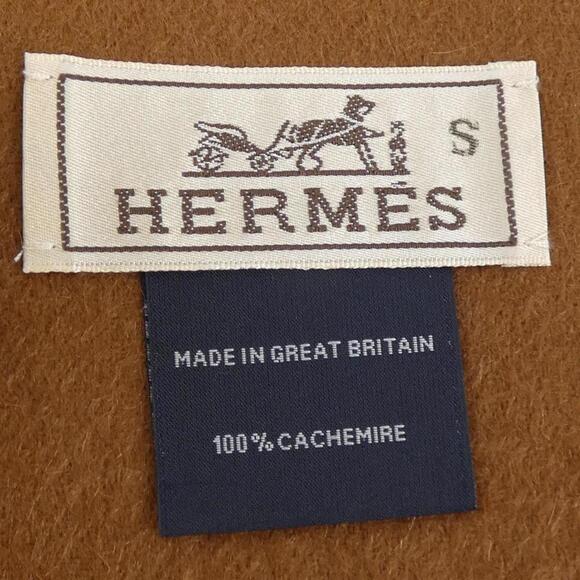 S
HERMÈS
MADE IN GREAT BRITAIN
100% CACHEMIRE